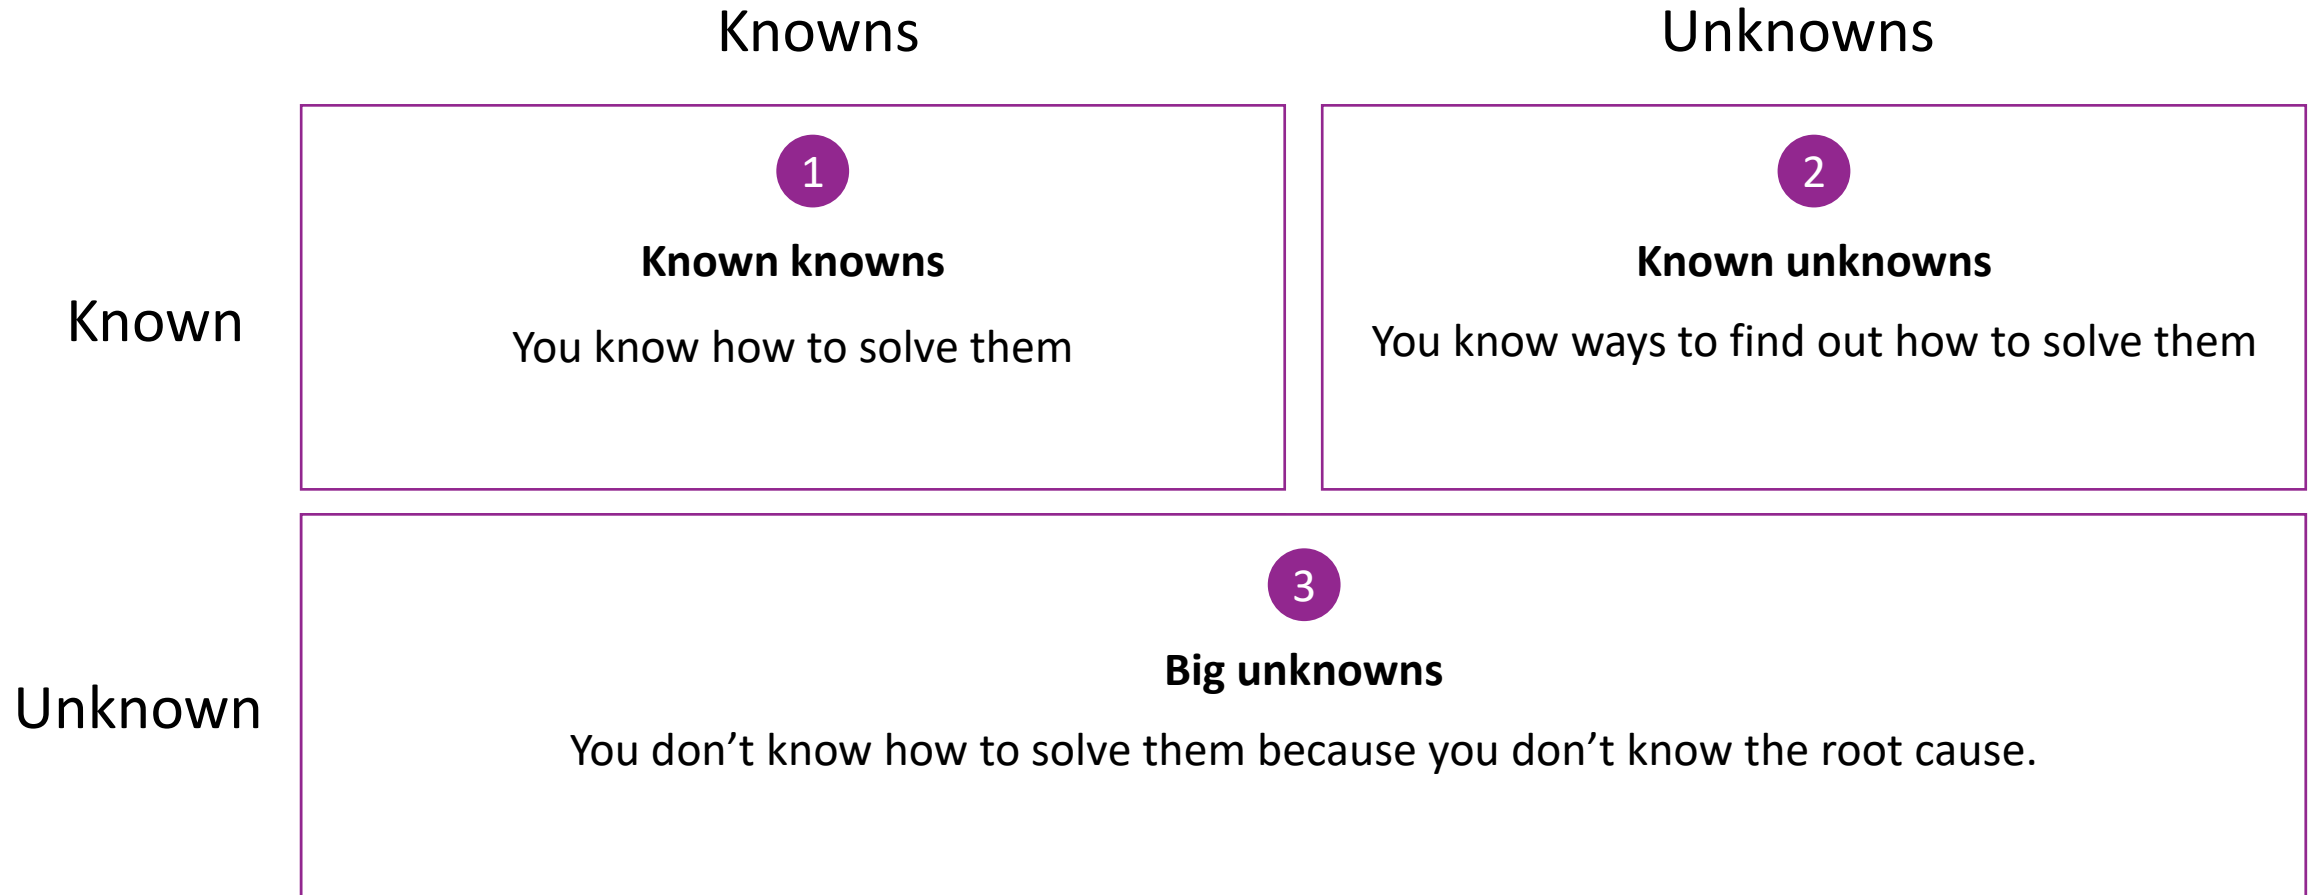 Knowns
Unknowns
1
2
Known knowns
Known unknowns
Known
You know how to solve them
You know ways to find out how to solve them
3
Big unknowns
Unknown
You don’t know how to solve them because you don’t know the root cause.